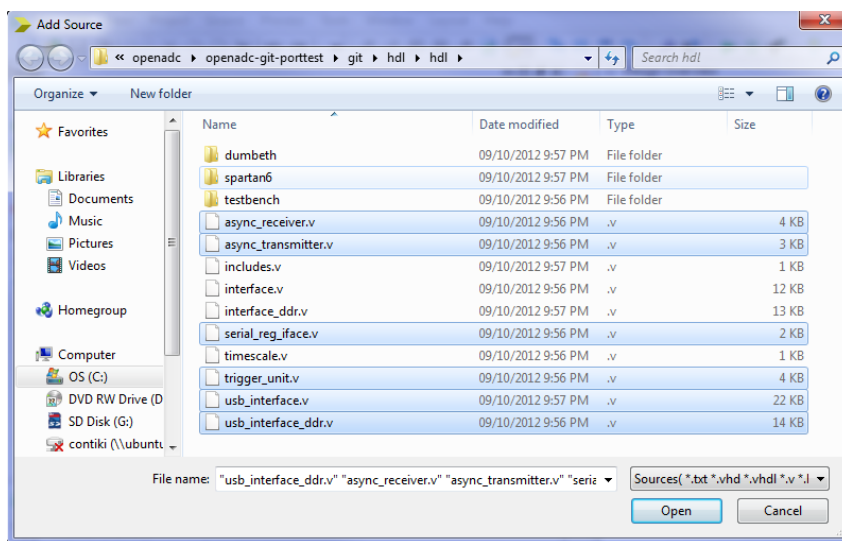 Add Source
« openadc ▸ openadc-git-porttest ▸ git ▸ hdl ▸ hdl ▸ Search hdl
Organize ▾ New folder
Name Date modified Type Size
Favorites
Libraries
Documents
Music
Pictures
Videos
Homegroup
Computer
OS (C:)
DVD RW Drive (D
SD Disk (G:)
contiki (\\ubuntu
dumbeth 09/10/2012 9:57 PM File folder
spartan6 09/10/2012 9:57 PM File folder
testbench 09/10/2012 9:56 PM File folder
async_receiver.v 09/10/2012 9:57 PM .v 4 KB
async_transmitter.v 09/10/2012 9:56 PM .v 3 KB
includes.v 09/10/2012 9:57 PM .v 1 KB
interface.v 09/10/2012 9:56 PM .v 12 KB
interface_ddr.v 09/10/2012 9:57 PM .v 13 KB
serial_reg_iface.v 09/10/2012 9:56 PM .v 2 KB
timescale.v 09/10/2012 9:56 PM .v 1 KB
trigger_unit.v 09/10/2012 9:56 PM .v 4 KB
usb_interface.v 09/10/2012 9:57 PM .v 22 KB
usb_interface_ddr.v 09/10/2012 9:56 PM .v 14 KB
File name: "usb_interface_ddr.v" "async_receiver.v" "async_transmitter.v" "seria
Sources( *.txt *.vhd *.vhdl *.v *.l
Open Cancel